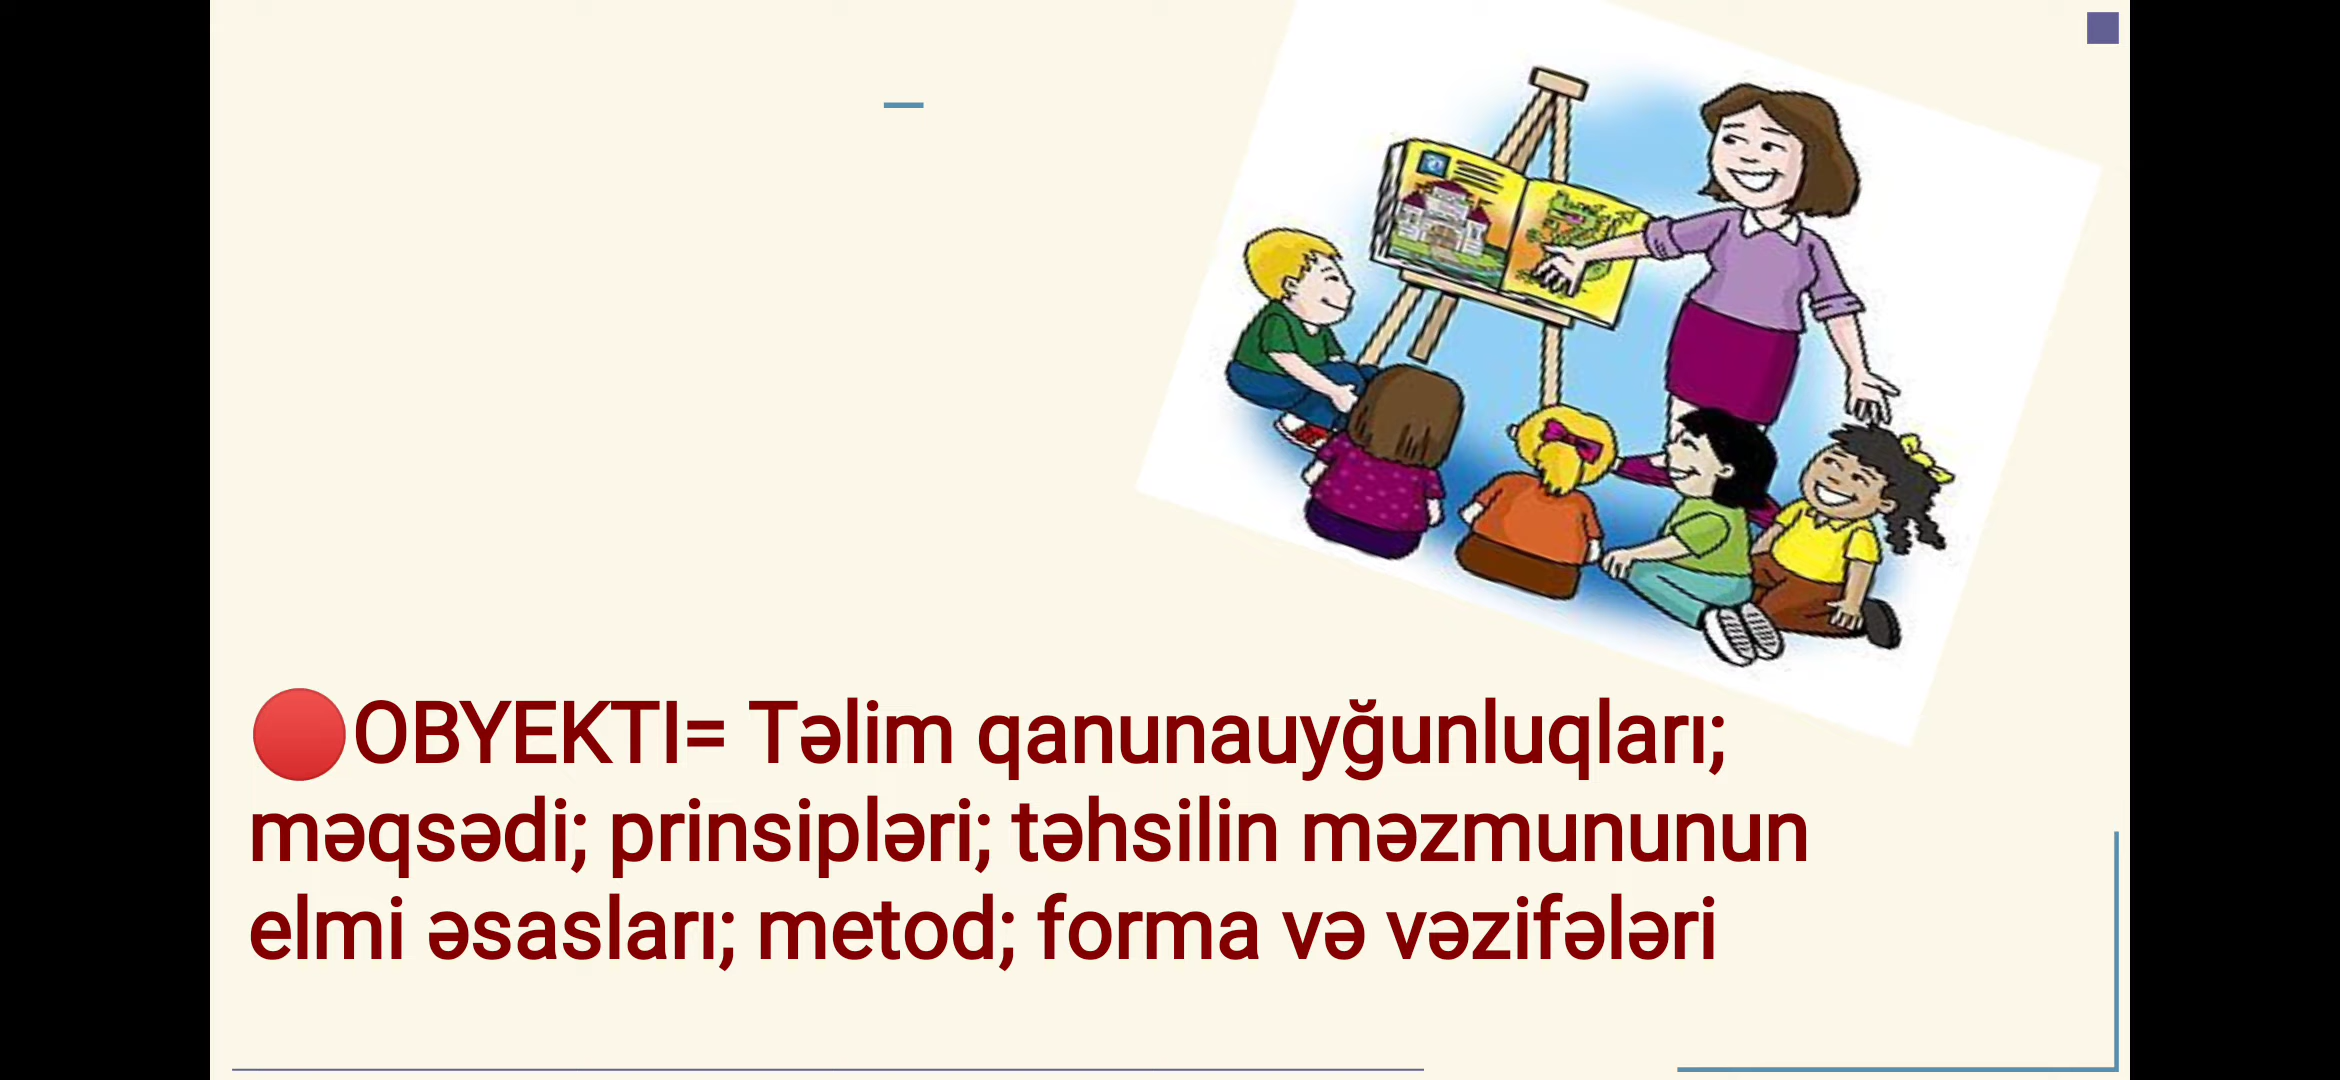 OBYEKTI= Təlim qanunauyğunluqları;
məqsədi; prinsipləri; təhsilin məzmununun
elmi əsasları; metod; forma və vəzifələri